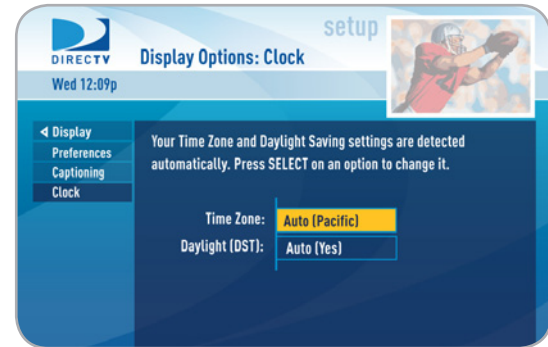 setup
DIRECTV
Display Options: Clock
Wed 12:09p
Display
Preferences
Captioning
Clock
Your Time Zone and Daylight Saving settings are detected
automatically. Press SELECT on an option to change it.
Time Zone: Auto (Pacific)
Daylight (DST): Auto (Yes)